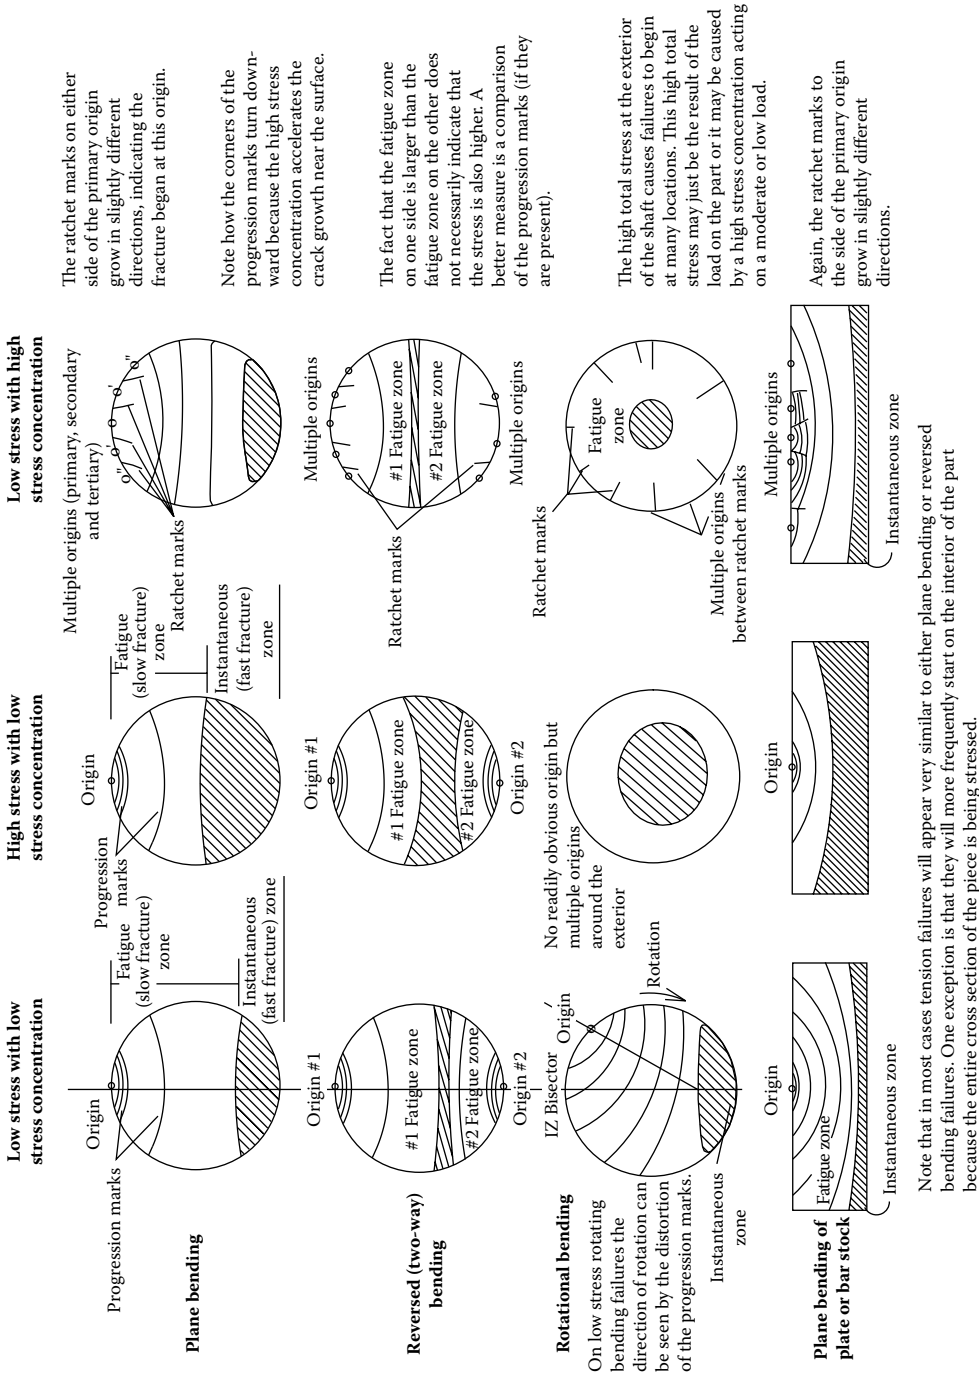 Low stress with low
stress concentration
High stress with low
stress concentration
Low stress with high
stress concentration
Plane bending
Progression marks
Origin
Fatigue
(slow fracture)
zone
Instantaneous
(fast fracture) zone
Progression
marks
Origin
Fatigue
(slow fracture)
zone
Instantaneous
(fast fracture)
zone
Multiple origins (primary, secondary
and tertiary)
o" o' o' o"
Ratchet marks
The ratchet marks on either
side of the primary origin
grow in slightly different
directions, indicating the
fracture began at this origin.
Note how the corners of the
progression marks turn down-
ward because the high stress
concentration accelerates the
crack growth near the surface.
Reversed (two-way)
bending
Origin #1
#1 Fatigue zone
#2 Fatigue zone
Origin #2
Origin #1
#1 Fatigue zone
#2 Fatigue zone
Origin #2
Multiple origins
#1 Fatigue zone
#2 Fatigue zone
Ratchet marks
Multiple origins
The fact that the fatigue zone
on one side is larger than the
fatigue zone on the other does
not necessarily indicate that
the stress is also higher. A
better measure is a comparison
of the progression marks (if they
are present).
Rotational bending
On low stress rotating
bending failures the
direction of rotation can
be seen by the distortion
of the progression marks.
IZ Bisector
Origin
Rotation
Instantaneous
zone
No readily obvious origin but
multiple origins
around the
exterior
Ratchet marks
Fatigue
zone
Multiple origins
between ratchet marks
The high total stress at the exterior
of the shaft causes failures to begin
at many locations. This high total
stress may just be the result of the
load on the part or it may be caused
by a high stress concentration acting
on a moderate or low load.
Plane bending of
plate or bar stock
Origin
Fatigue zone
Instantaneous zone
Origin
Multiple origins
Instantaneous zone
Again, the ratchet marks to
the side of the primary origin
grow in slightly different
directions.
Note that in most cases tension failures will appear very similar to either plane bending or reversed
bending failures. One exception is that they will more frequently start on the interior of the part
because the entire cross section of the piece is being stressed.